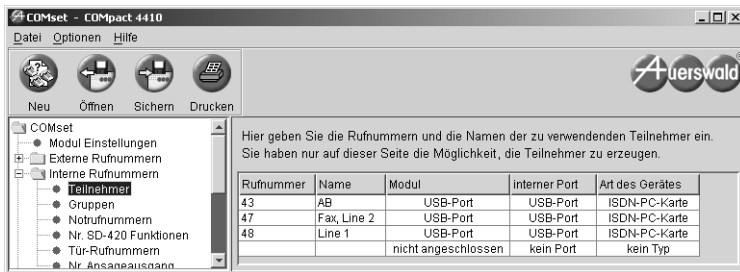 COMset - COMpact 4410
Datei Optionen Hilfe
Neu Öffnen Sichern Drucken
Auerswald
COMset
Modul Einstellungen
Externe Rufnummern
Interne Rufnummern
Teilnehmer
Gruppen
Notrufnummern
Nr. SD-420 Funktionen
Tür-Rufnummern
Nr. Ansageausgang
Hier geben Sie die Rufnummern und die Namen der zu verwendenden Teilnehmer ein.
Sie haben nur auf dieser Seite die Möglichkeit, die Teilnehmer zu erzeugen.
Rufnummer Name Modul interner Port Art des Gerätes
43 AB USB-Port USB-Port ISDN-PC-Karte
47 Fax, Line 2 USB-Port USB-Port ISDN-PC-Karte
48 Line 1 USB-Port USB-Port ISDN-PC-Karte
nicht angeschlossen kein Port kein Typ